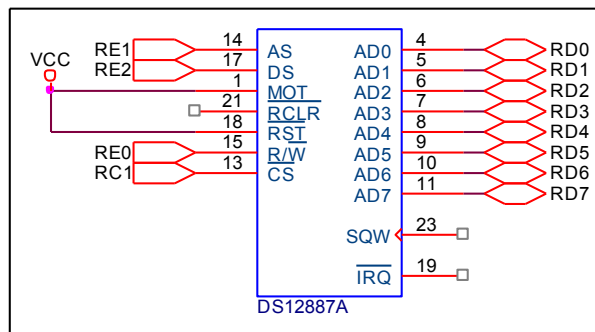 VCC
RE1 14 AS AD0 4 RD0
RE2 17 DS AD1 5 RD1
1 MOT AD2 6 RD2
21 RCLR AD3 7 RD3
18 RST AD4 8 RD4
RE0 15 R/W AD5 9 RD5
RC1 13 CS AD6 10 RD6
AD7 11 RD7
SQW 23
IRQ 19
DS12887A